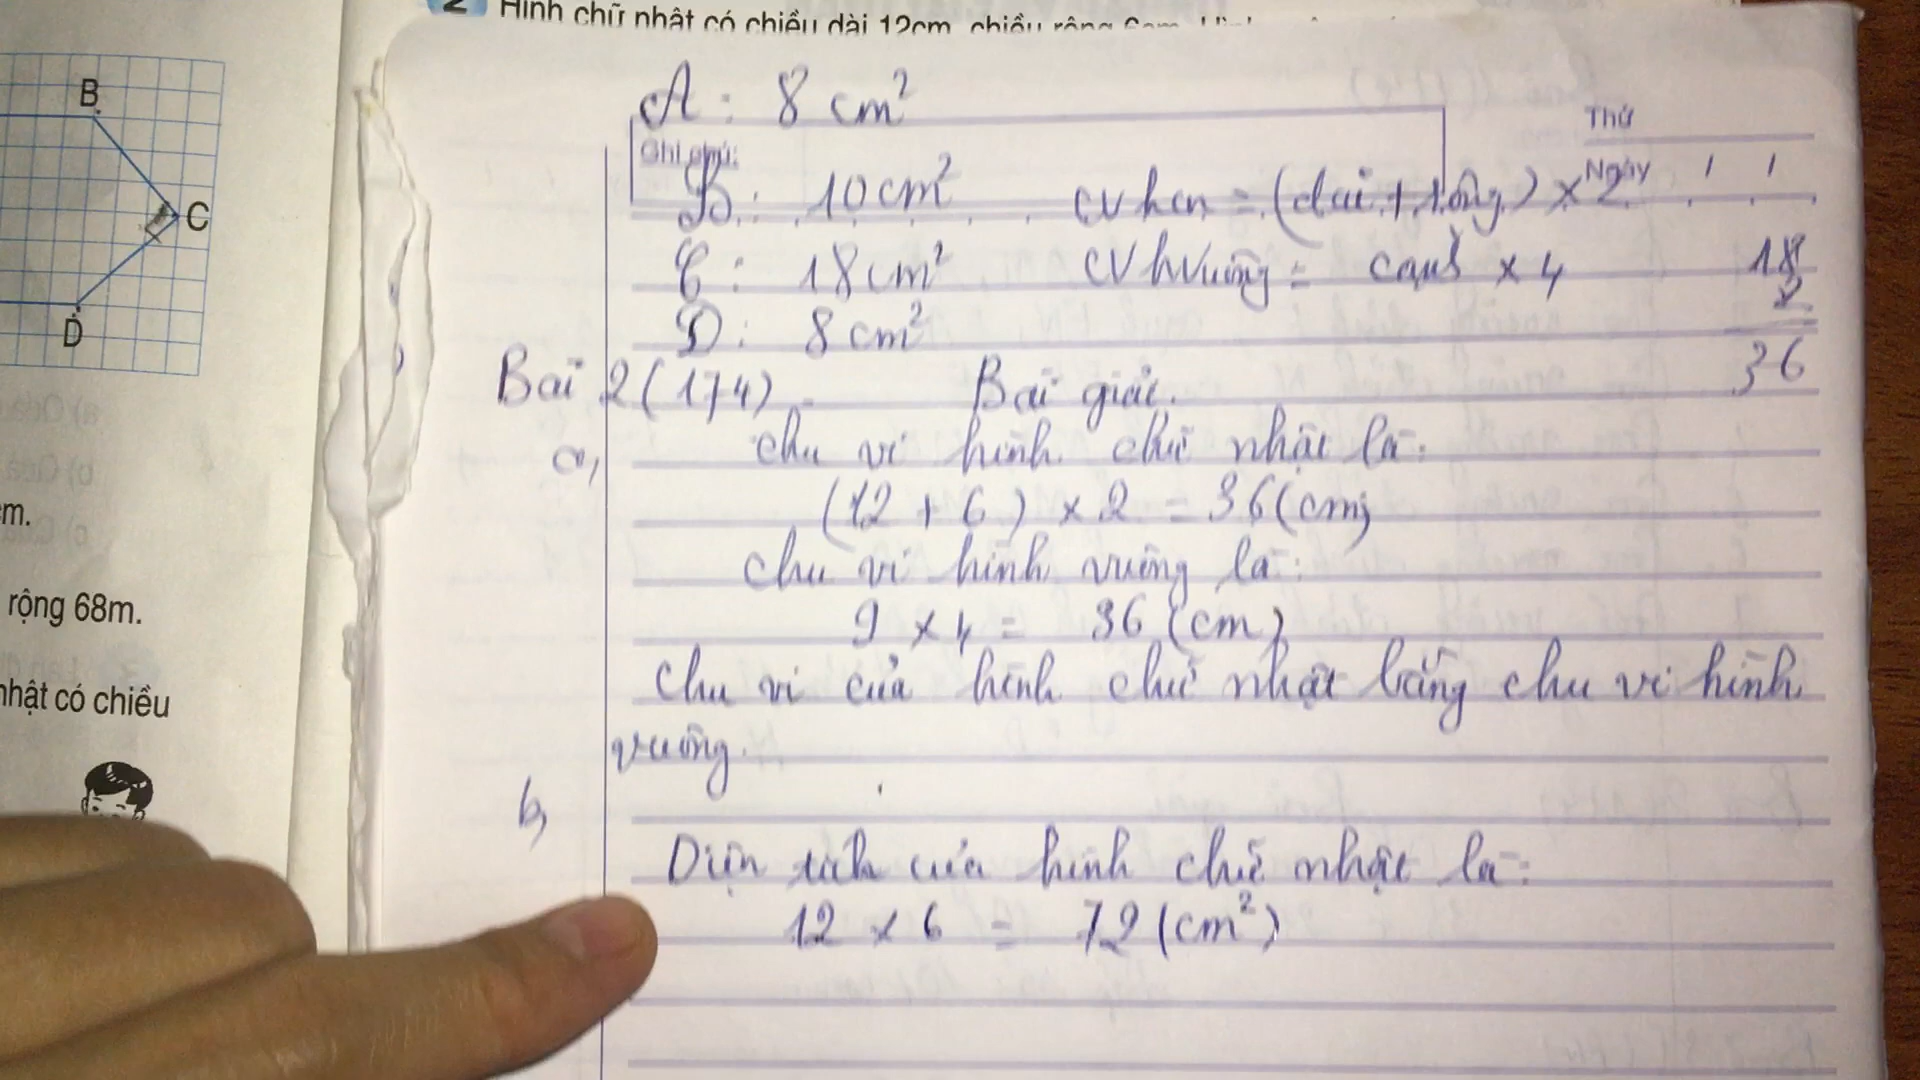 2 Hình chữ nhật có chiều dài 12cm, chiều rộng 6cm.
B
C
D
m.
rộng 68m.
nhật có chiều
A : 8 cm²
Thứ
Ghi chú:
Ngày
B : 10 cm² CV hcn = (dài + rộng) × 2
C : 18 cm² CV hvuông = cạnh × 4
18
2
36
D : 8 cm²
Bài 2 (174) Bài giải.
a, Chu vi hình chữ nhật là:
(12 + 6) × 2 = 36 (cm)
Chu vi hình vuông là:
9 × 4 = 36 (cm)
Chu vi của hình chữ nhật bằng chu vi hình
vuông.
b,
Diện tích của hình chữ nhật là:
12 × 6 = 72 (cm²)